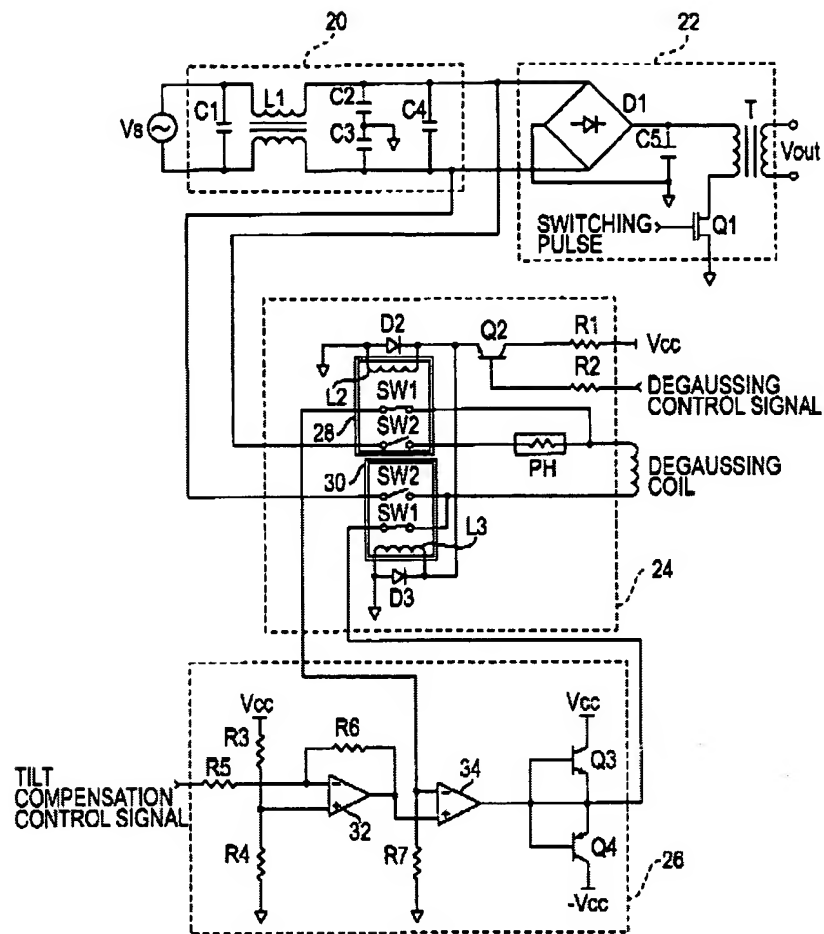 20
22
L1
C1
C2
C3
C4
VB
D1
C5
T
Vout
SWITCHING
PULSE
Q1
D2
Q2
R1
Vcc
R2
L2
SW1
DEGAUSSING
CONTROL SIGNAL
28
SW2
PH
30
SW2
DEGAUSSING
COIL
SW1
L3
D3
24
Vcc
Vcc
R3
R6
34
Q3
TILT
COMPENSATION
CONTROL SIGNAL
R5
-
+
32
-
+
R4
R7
Q4
-Vcc
26